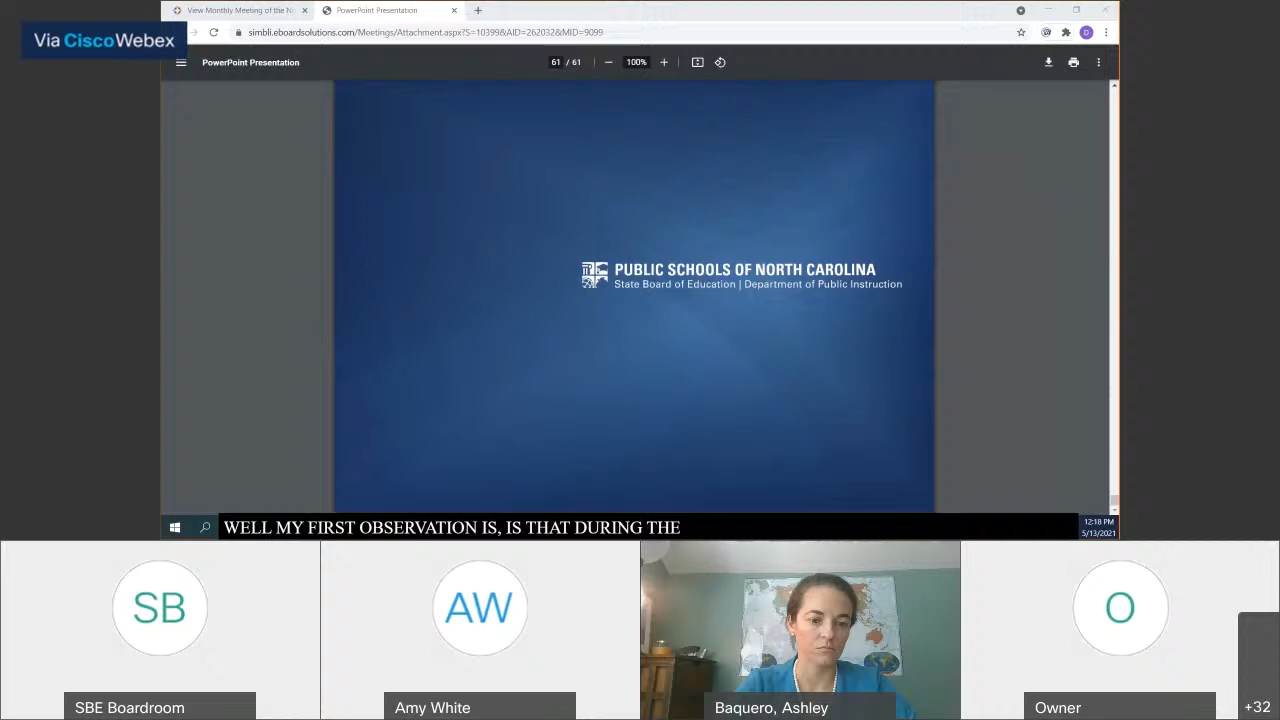 View Monthly Meeting of the N
PowerPoint Presentation
Via CiscoWebex
simbli.eboardsolutions.com/Meetings/Attachment.aspx?S=10399&AID=262032&MID=9099
PowerPoint Presentation
61 / 61
100%
PUBLIC SCHOOLS OF NORTH CAROLINA
State Board of Education | Department of Public Instruction
WELL MY FIRST OBSERVATION IS, IS THAT DURING THE
12:18 PM
5/13/2021
SB
AW
O
SBE Boardroom
Amy White
Baquero, Ashley
Owner
+32